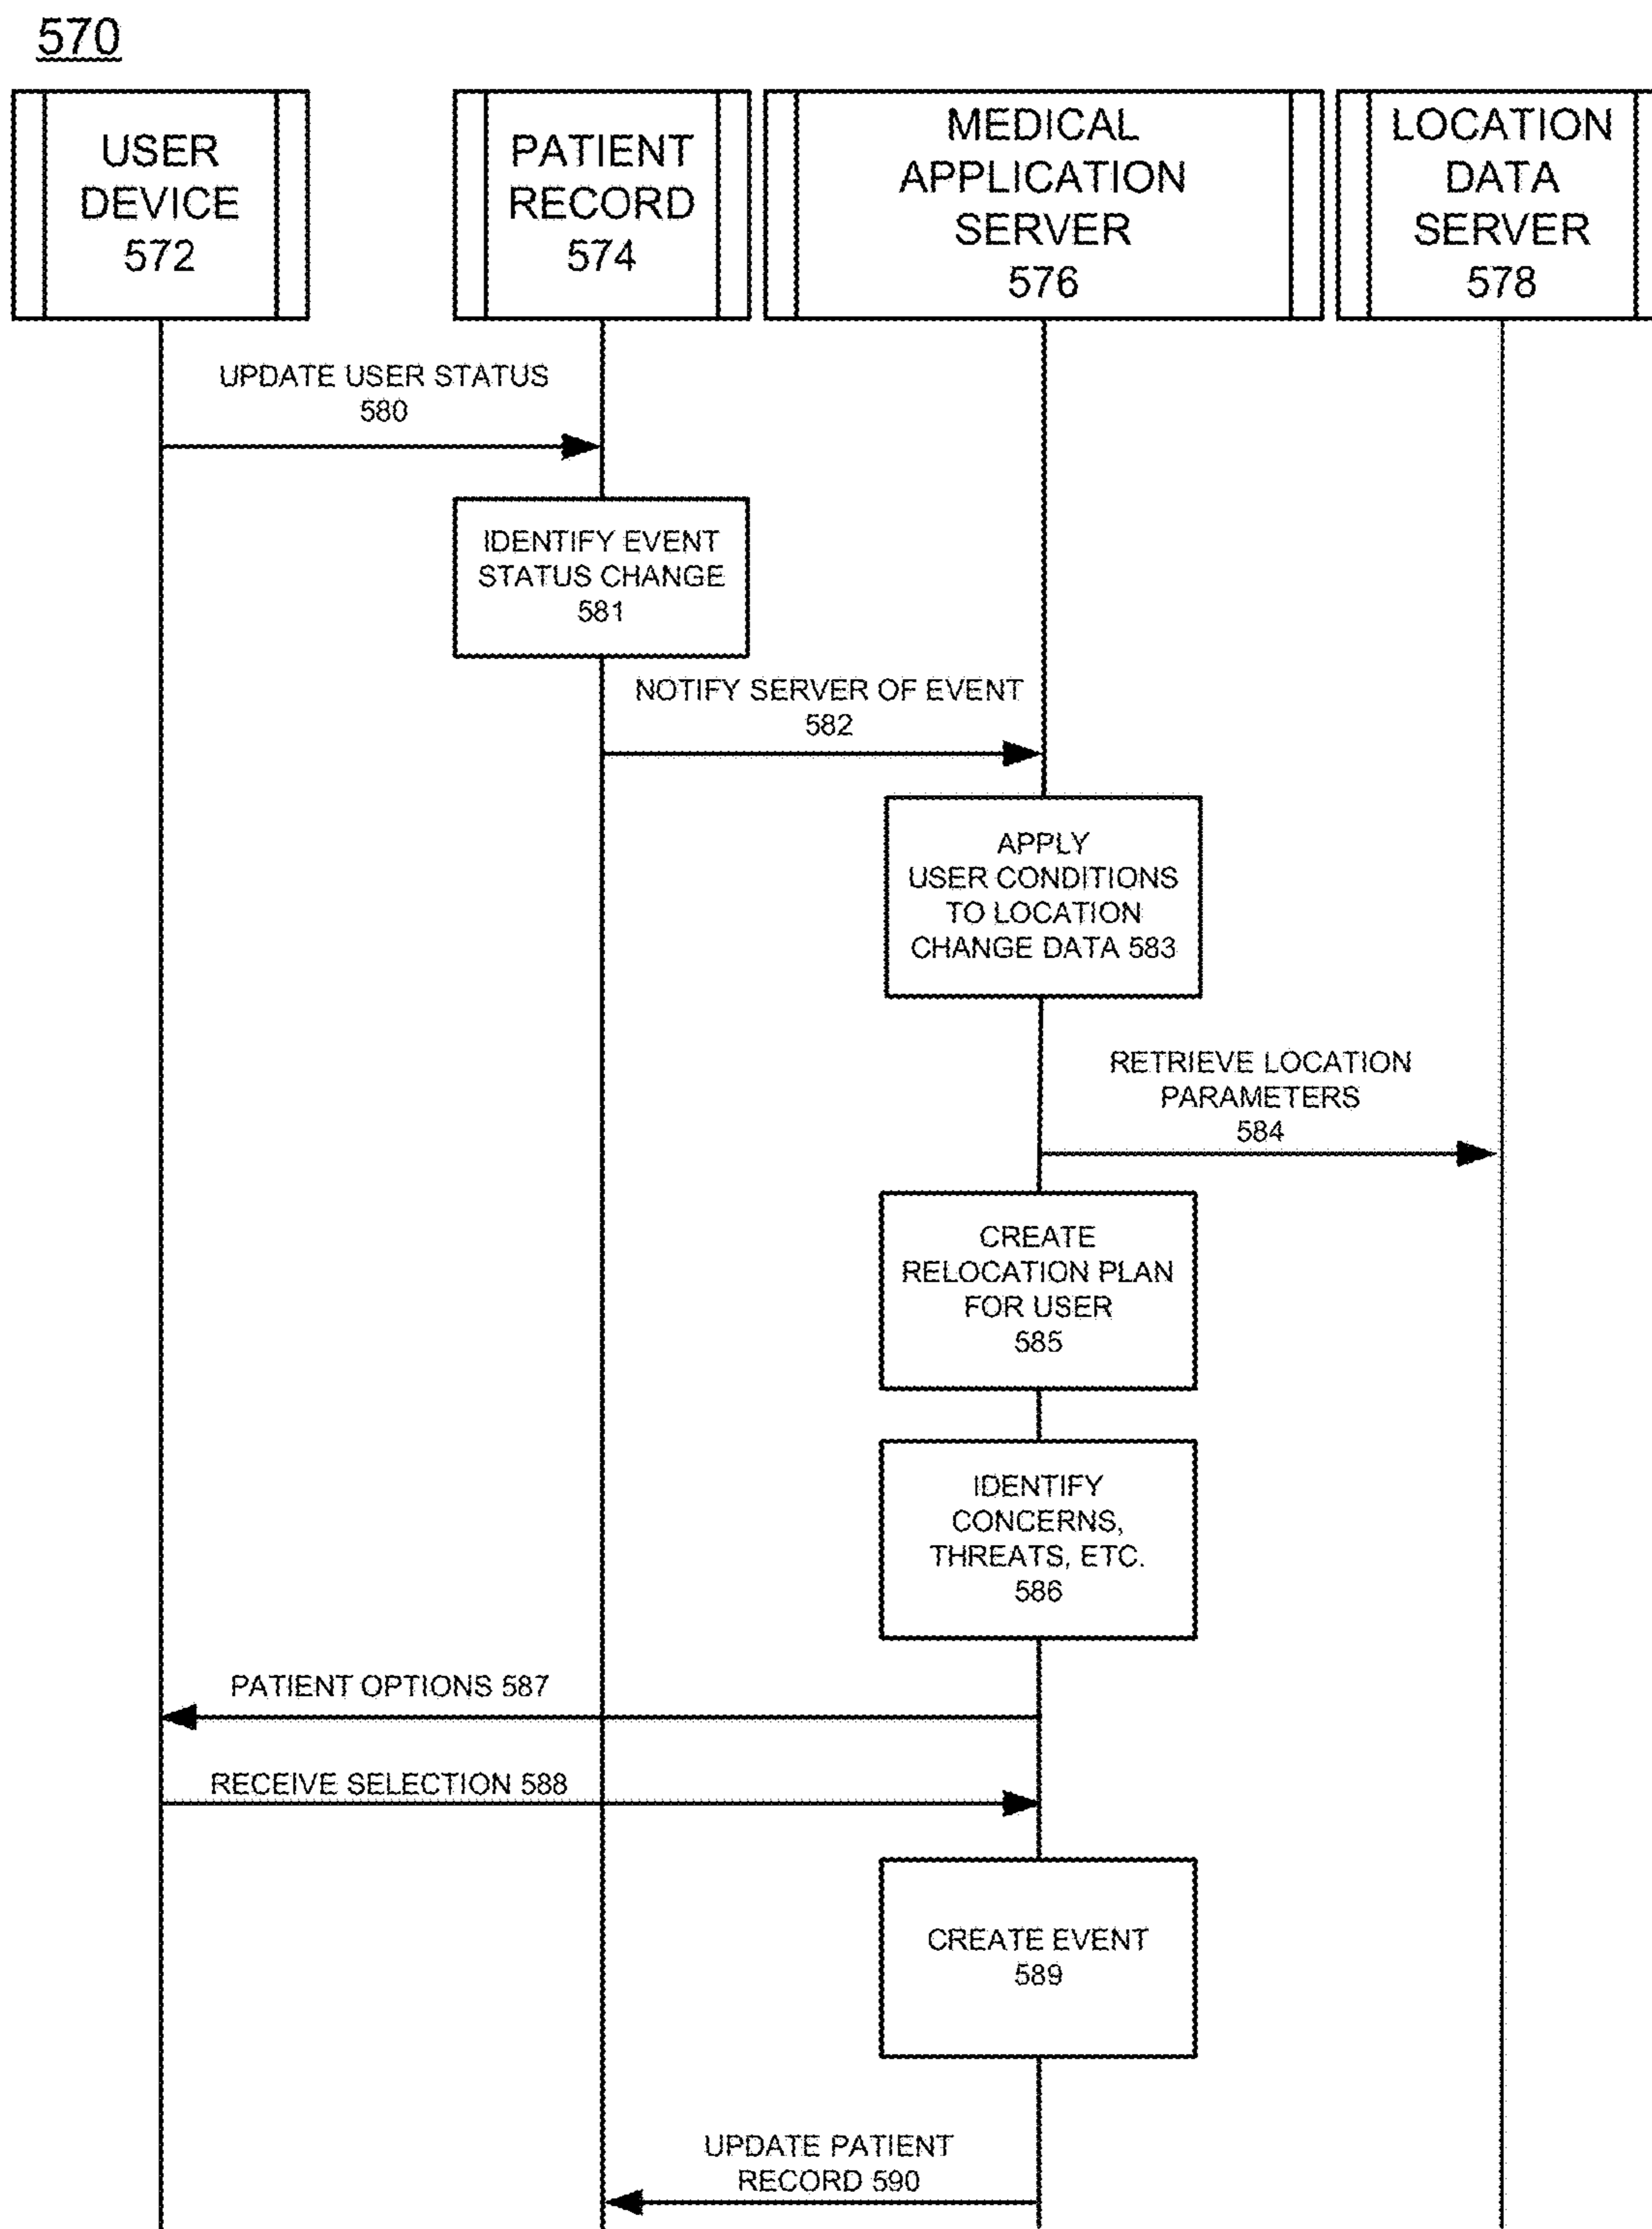 570
USER
DEVICE
572
PATIENT
RECORD
574
MEDICAL
APPLICATION
SERVER
576
LOCATION
DATA
SERVER
578
UPDATE USER STATUS
580
IDENTIFY EVENT
STATUS CHANGE
581
NOTIFY SERVER OF EVENT
582
APPLY
USER CONDITIONS
TO LOCATION
CHANGE DATA 583
RETRIEVE LOCATION
PARAMETERS
584
CREATE
RELOCATION PLAN
FOR USER
585
IDENTIFY
CONCERNS,
THREATS, ETC.
586
PATIENT OPTIONS 587
RECEIVE SELECTION 588
CREATE EVENT
589
UPDATE PATIENT
RECORD 590